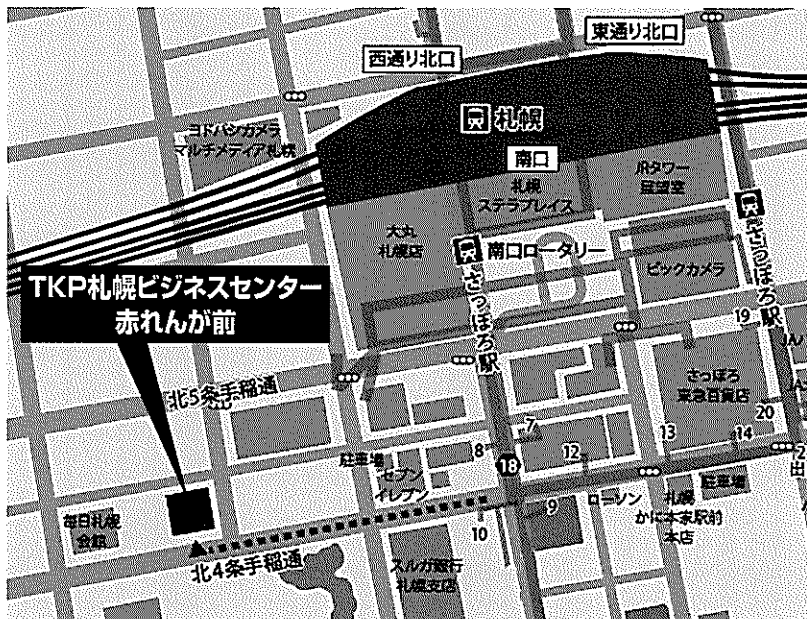 東通り北口
西通り北口
札幌
ヨドバシカメラ
マルチメディア札幌
南口
JRタワー
展望室
札幌
ステラプレイス
大丸
札幌店
南口ロータリー
さっぽろ駅
さっぽろ駅
ビックカメラ
TKP札幌ビジネスセンター
赤れんが前
19
北5条手稲通
さっぽろ
東急百貨店
20
7
8
12
13
14
2
出
18
駐車場
セブン
イレブン
9
ローソン
札幌
かに本家駅前
本店
駐車場
毎日札幌
会館
10
北4条手稲通
スルガ銀行
札幌支店